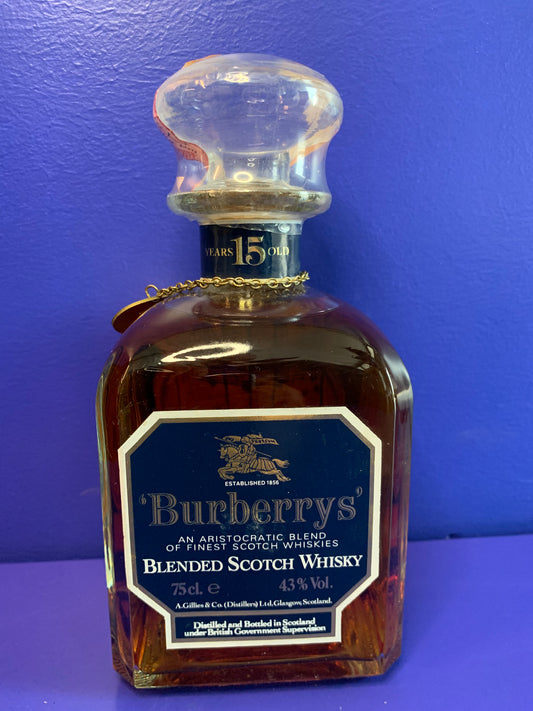 YEARS 15 OLD
ESTABLISHED 1856
'Burberrys'
AN ARISTOCRATIC BLEND
OF FINEST SCOTCH WHISKIES
BLENDED SCOTCH WHISKY
75cl. ℮ 43% Vol.
A. Gillies & Co. (Distillers) Ltd. Glasgow, Scotland.
Distilled and Bottled in Scotland
under British Government Supervision